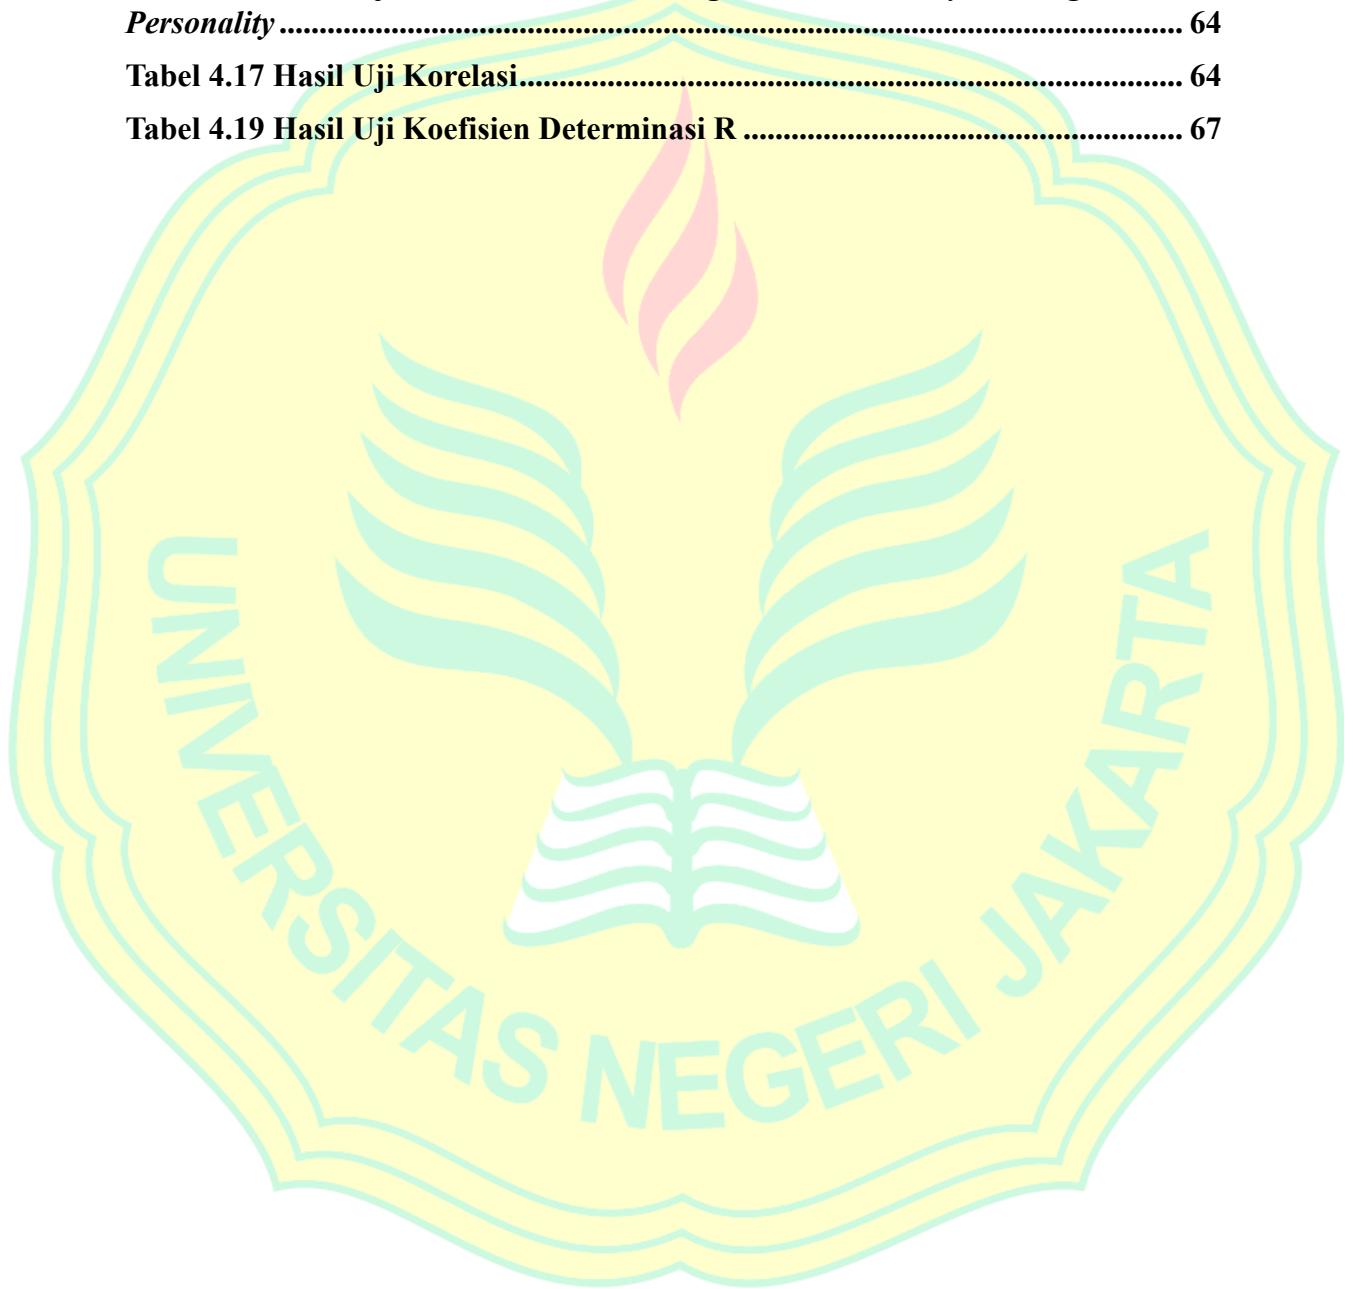 Personality ........................................................................................................................ 64
Tabel 4.17 Hasil Uji Korelasi........................................................................................ 64
Tabel 4.19 Hasil Uji Koefisien Determinasi R ........................................................ 67
UNIVERSITAS NEGERI JAKARTA